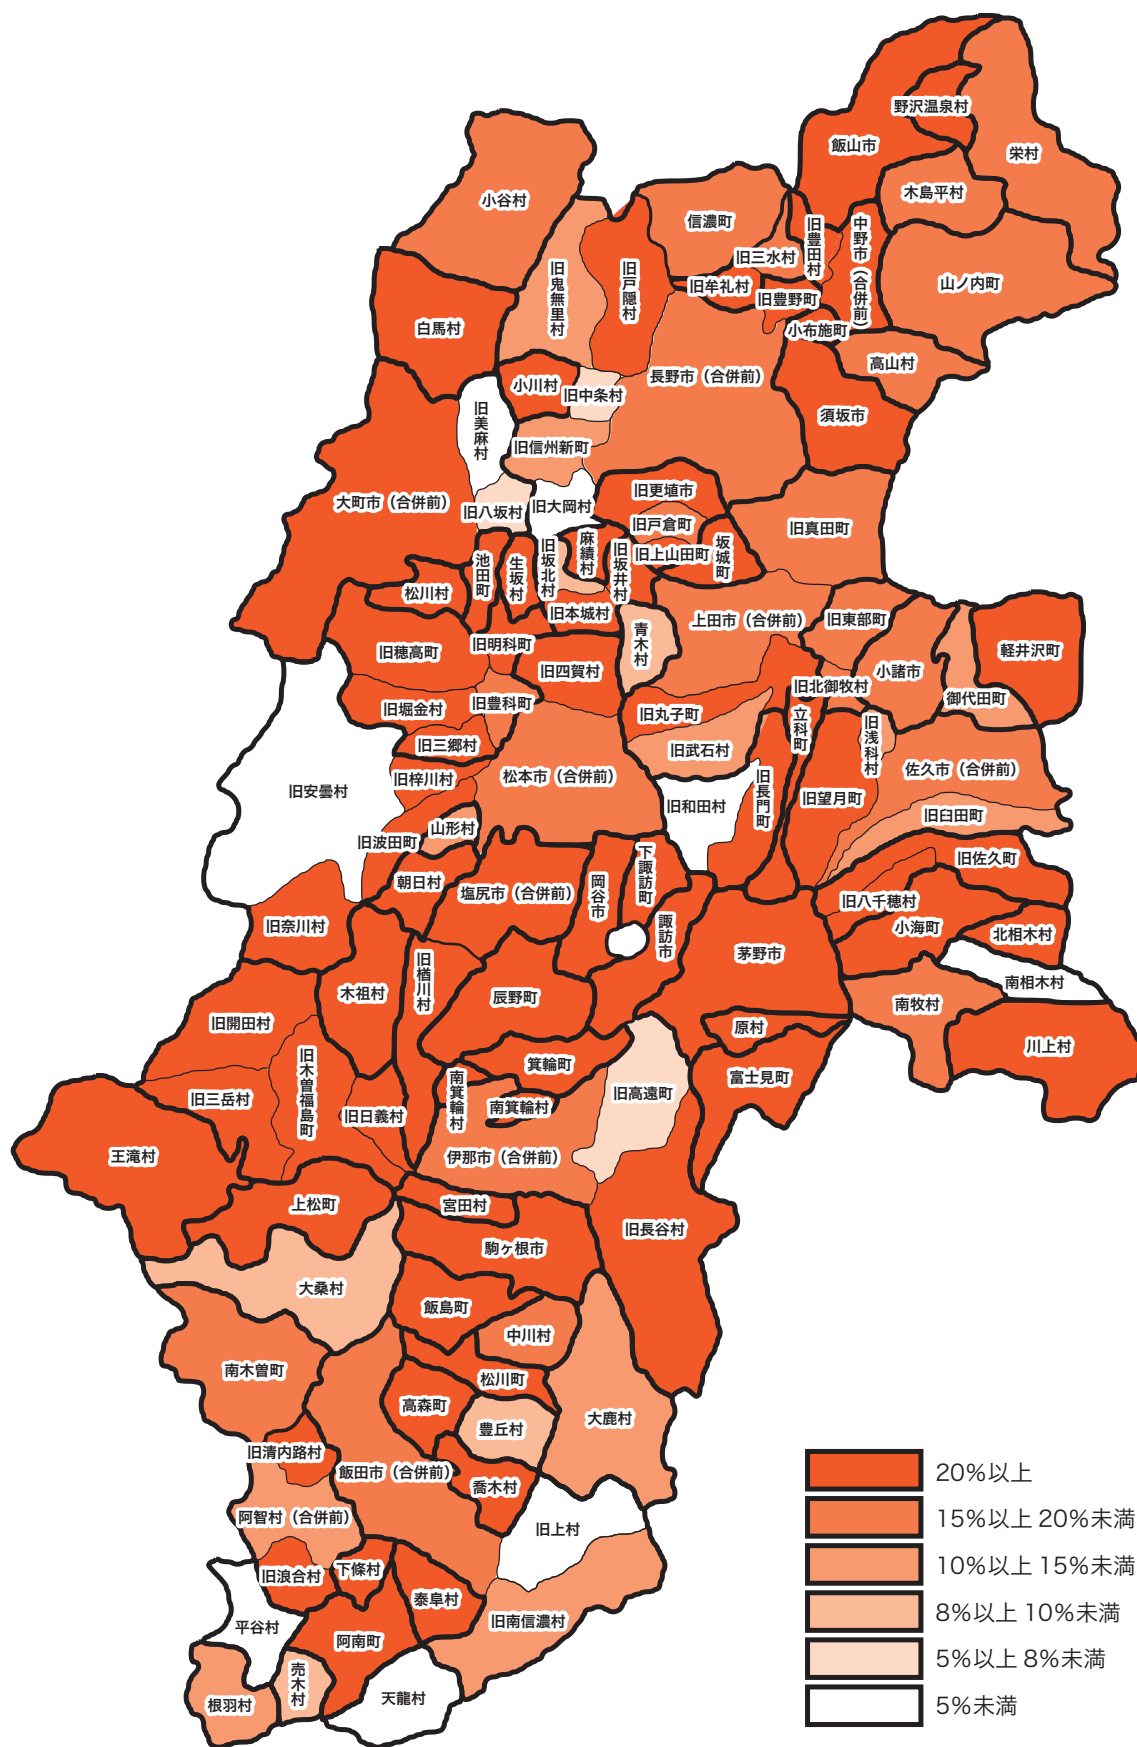 野沢温泉村
飯山市
栄村
木島平村
小谷村
信濃町
旧三水村
旧豊田村
中野市（合併前）
山ノ内町
旧鬼無里村
旧戸隠村
旧牟礼村
旧豊野町
小布施町
白馬村
高山村
小川村
旧中条村
長野市（合併前）
須坂市
旧美麻村
旧信州新町
大町市（合併前）
旧八坂村
旧大岡村
旧更埴市
旧戸倉町
旧真田町
池田町
生坂村
旧坂北村
麻績村
旧坂井村
旧上山田町
坂城町
松川村
旧本城村
青木村
上田市（合併前）
旧東部町
軽井沢町
旧穂高町
旧明科町
旧四賀村
小諸市
旧北御牧村
御代田町
旧堀金村
旧豊科町
旧丸子町
立科町
旧浅科村
旧三郷村
旧武石村
旧梓川村
松本市（合併前）
佐久市（合併前）
旧安曇村
旧和田村
旧長門町
旧望月町
旧臼田町
山形村
旧波田町
朝日村
塩尻市（合併前）
岡谷市
下諏訪町
旧佐久町
旧八千穂村
旧奈川村
諏訪市
小海町
北相木村
茅野市
旧楢川村
木祖村
辰野町
南相木村
南牧村
旧開田村
原村
川上村
旧木曽福島町
箕輪町
富士見町
旧三岳村
旧日義村
南箕輪村
南箕輪村
旧高遠町
王滝村
伊那市（合併前）
上松町
宮田村
旧長谷村
駒ヶ根市
大桑村
飯島町
中川村
南木曽町
松川町
高森町
大鹿村
豊丘村
旧清内路村
飯田市（合併前）
喬木村
阿智村（合併前）
旧上村
旧浪合村
下條村
泰阜村
平谷村
旧南信濃村
阿南町
売木村
根羽村
天龍村
20%以上
15%以上 20%未満
10%以上 15%未満
8%以上 10%未満
5%以上 8%未満
5%未満